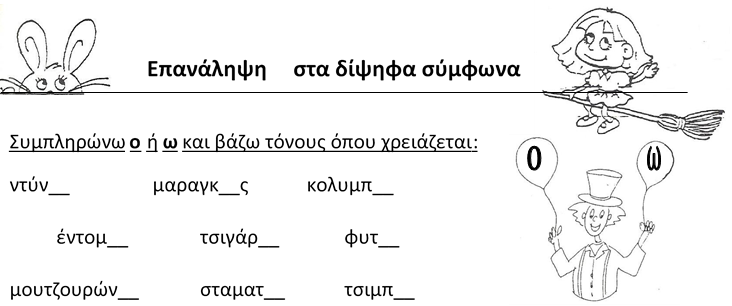 Επανάληψη στα δίψηφα σύμφωνα
Συμπληρώνω ο ή ω και βάζω τόνους όπου χρειάζεται:
ο ω
ντύν__ μαραγκ__ς κολυμπ__
έντομ__ τσιγάρ__ φυτ__
μουτζουρών__ σταματ__ τσιμπ__